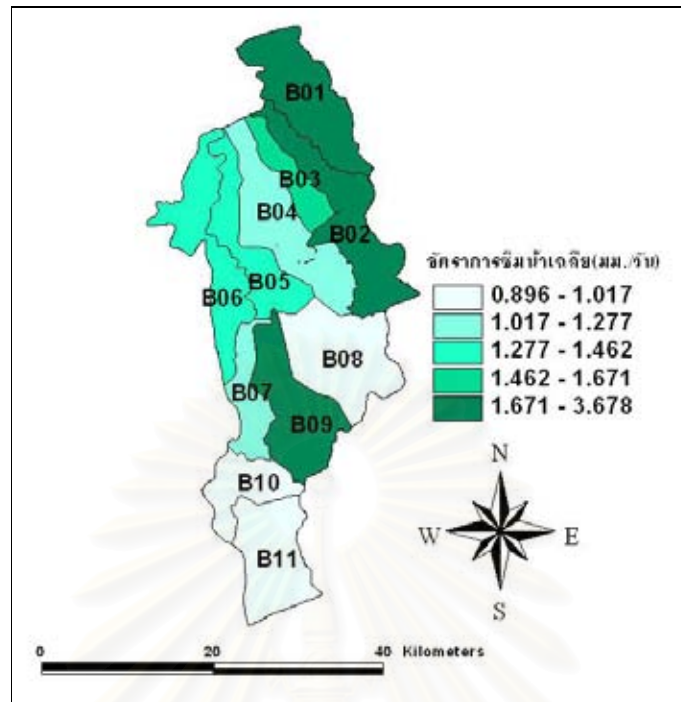 B01
B03
B04
B02
B05
B06
B08
B07
B09
B10
B11
อัตราการซึมน้ำเฉลี่ย(มม./วัน)
0.896 - 1.017
1.017 - 1.277
1.277 - 1.462
1.462 - 1.671
1.671 - 3.678
N
W E
S
0 20 40 Kilometers